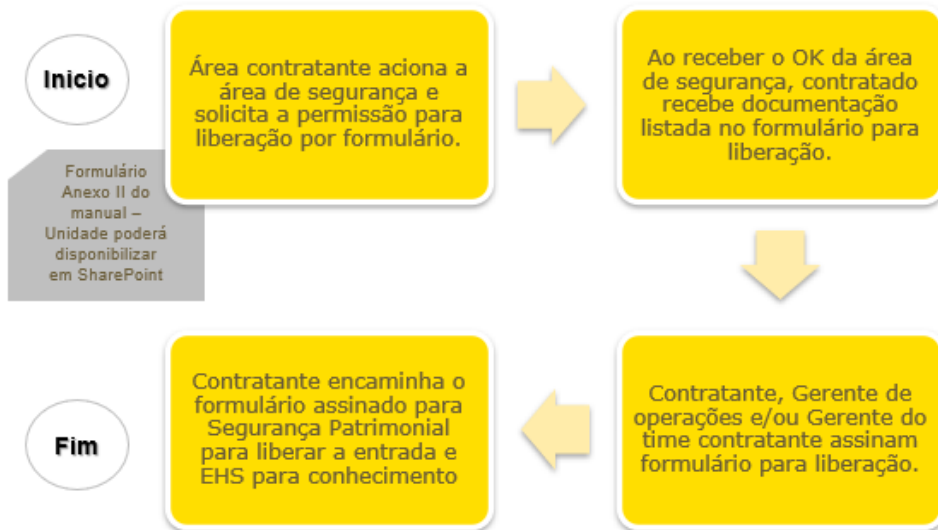 Inicio
Área contratante aciona a
área de segurança e
solicita a permissão para
liberação por formulário.
Ao receber o OK da área
de segurança, contratado
recebe documentação
listada no formulário para
liberação.
Formulário
Anexo II do
manual –
Unidade poderá
disponibilizar
em SharePoint
Contratante, Gerente de
operações e/ou Gerente do
time contratante assinam
formulário para liberação.
Contratante encaminha o
formulário assinado para
Segurança Patrimonial
para liberar a entrada e
EHS para conhecimento
Fim